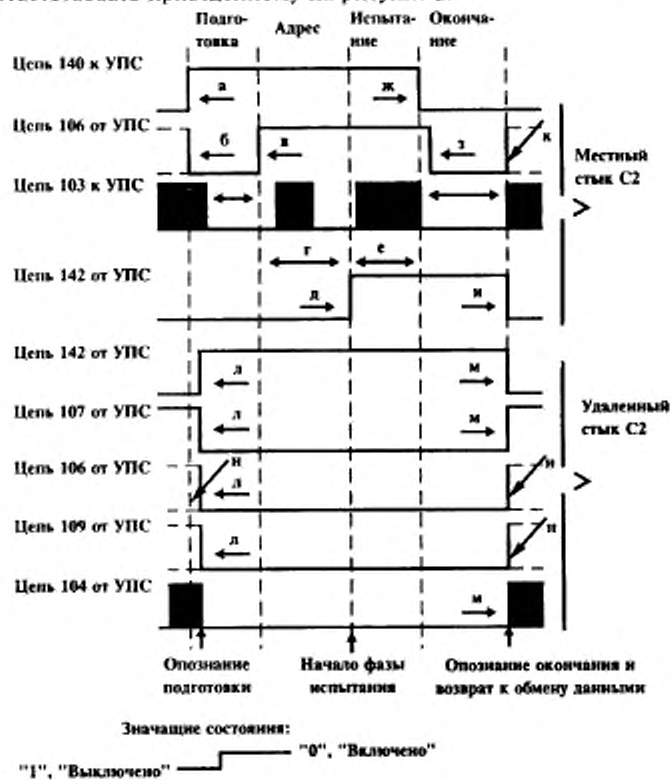 Подго-
товка
Адрес
Испыта-
ние
Оконча-
ние
Цепь 140 к УПС
а
ж
Цепь 106 от УПС
б
в
з
к
Местный
стык С2
Цепь 103 к УПС
г
е
Цепь 142 от УПС
д
и
Цепь 142 от УПС
л
м
Удаленный
стык С2
Цепь 107 от УПС
л
м
Цепь 106 от УПС
н
л
н
Цепь 109 от УПС
л
н
Цепь 104 от УПС
м
Опознание
подготовки
Начало фазы
испытания
Опознание окончания и
возврат к обмену данными
Значащие состояния:
"0", "Включено"
"1", "Выключено"